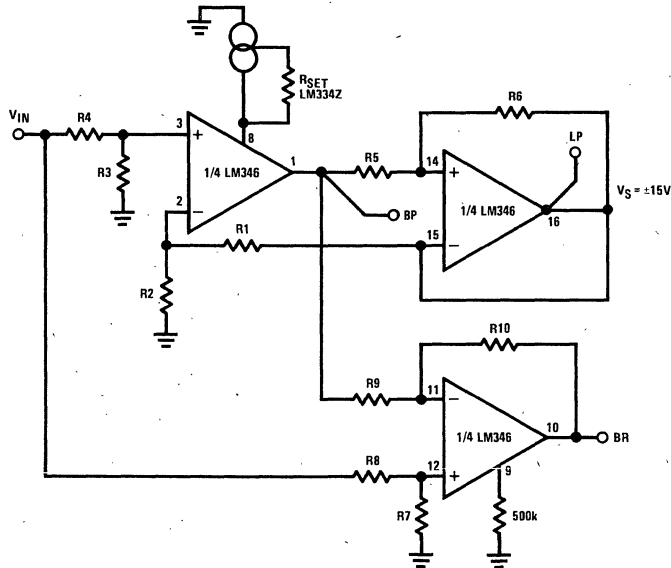 RSET
LM334Z
R6
VIN
R4
3
+
8
LP
1/4 LM346
1
R5
14
+
R3
VS = ±15V
2
−
BP
1/4 LM346
16
R1
15
−
R2
R10
R9
11
−
1/4 LM346
10
BR
R8
12
+
9
R7
500k